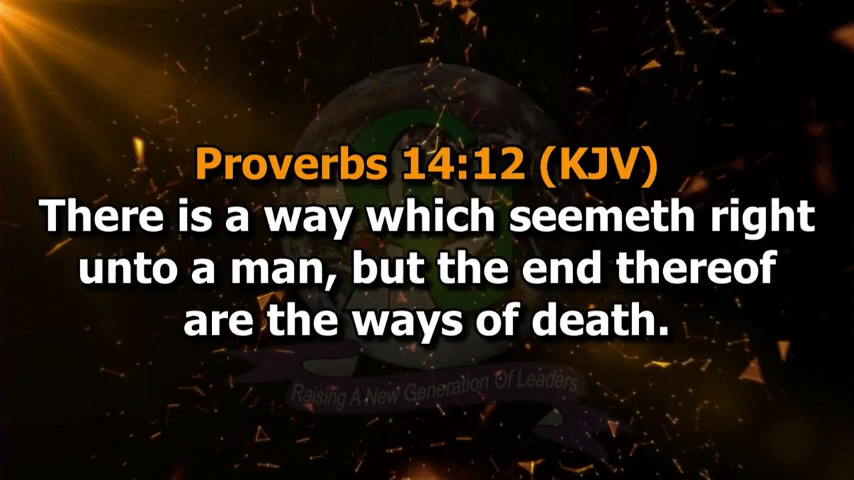 Proverbs 14:12 (KJV)
There is a way which seemeth right
unto a man, but the end thereof
are the ways of death.
Raising A New Generation Of Leaders.